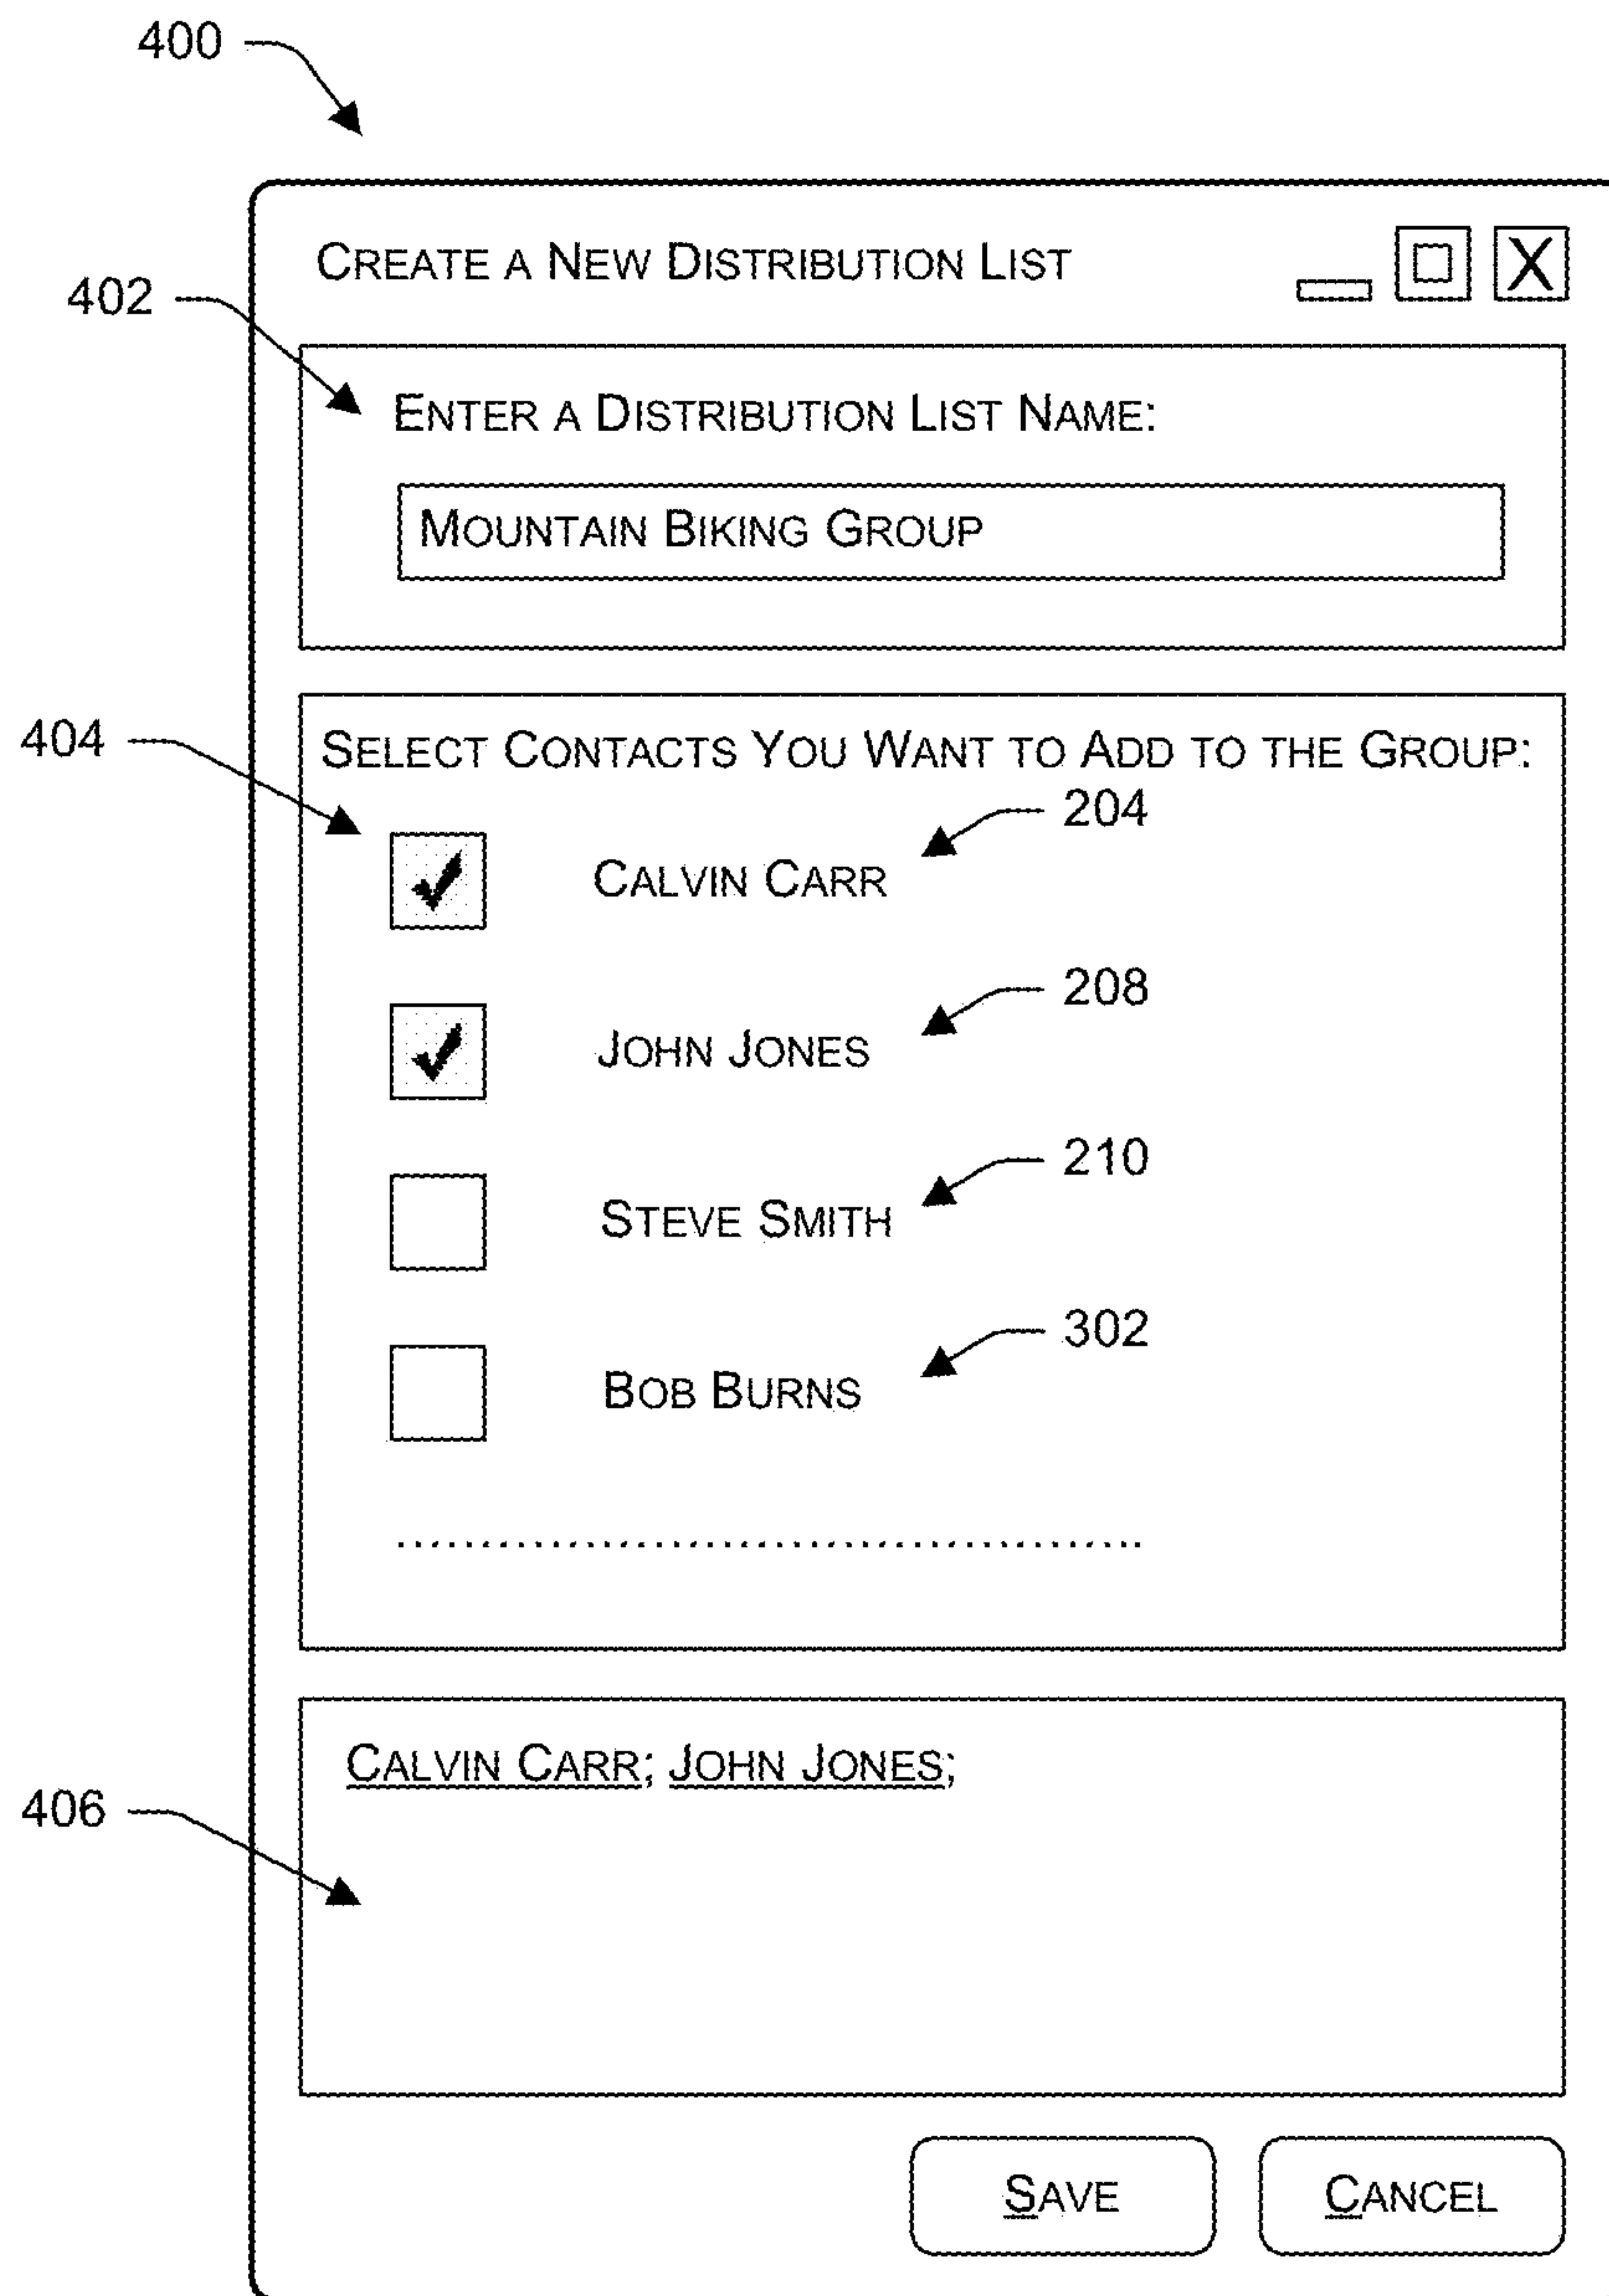 400
CREATE A NEW DISTRIBUTION LIST
X
402
ENTER A DISTRIBUTION LIST NAME:
MOUNTAIN BIKING GROUP
404
SELECT CONTACTS YOU WANT TO ADD TO THE GROUP:
204
CALVIN CARR
208
JOHN JONES
210
STEVE SMITH
302
BOB BURNS
CALVIN CARR; JOHN JONES;
406
SAVE CANCEL